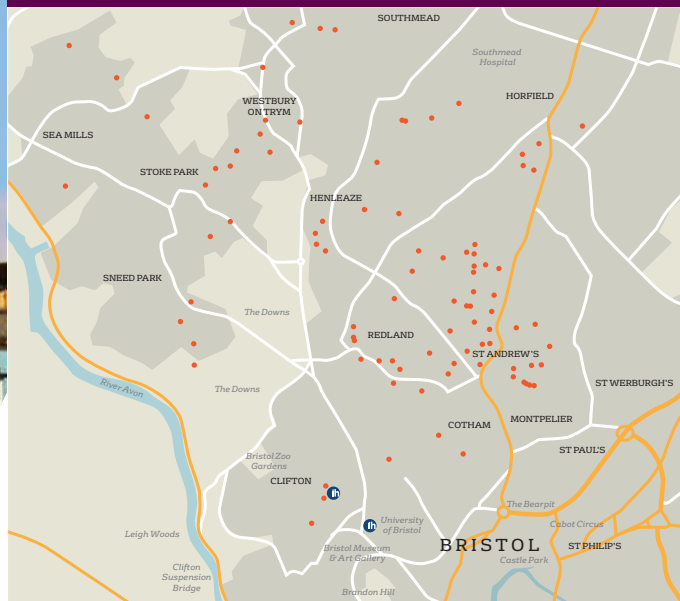 SOUTHMEAD
Southmead
Hospital
HORFIELD
WESTBURY
ON TRYM
SEA MILLS
STOKE PARK
HENLEAZE
SNEED PARK
The Downs
REDLAND
ST ANDREW'S
River Avon
The Downs
ST WERBURGH'S
COTHAM
MONTPELIER
ST PAUL'S
Bristol Zoo
Gardens
CLIFTON
ih
The Bearpit
ih
University
of Bristol
Cabot Circus
Leigh Woods
BRISTOL
ST PHILIP'S
Bristol Museum
& Art Gallery
Castle Park
Clifton
Suspension
Bridge
Brandon Hill